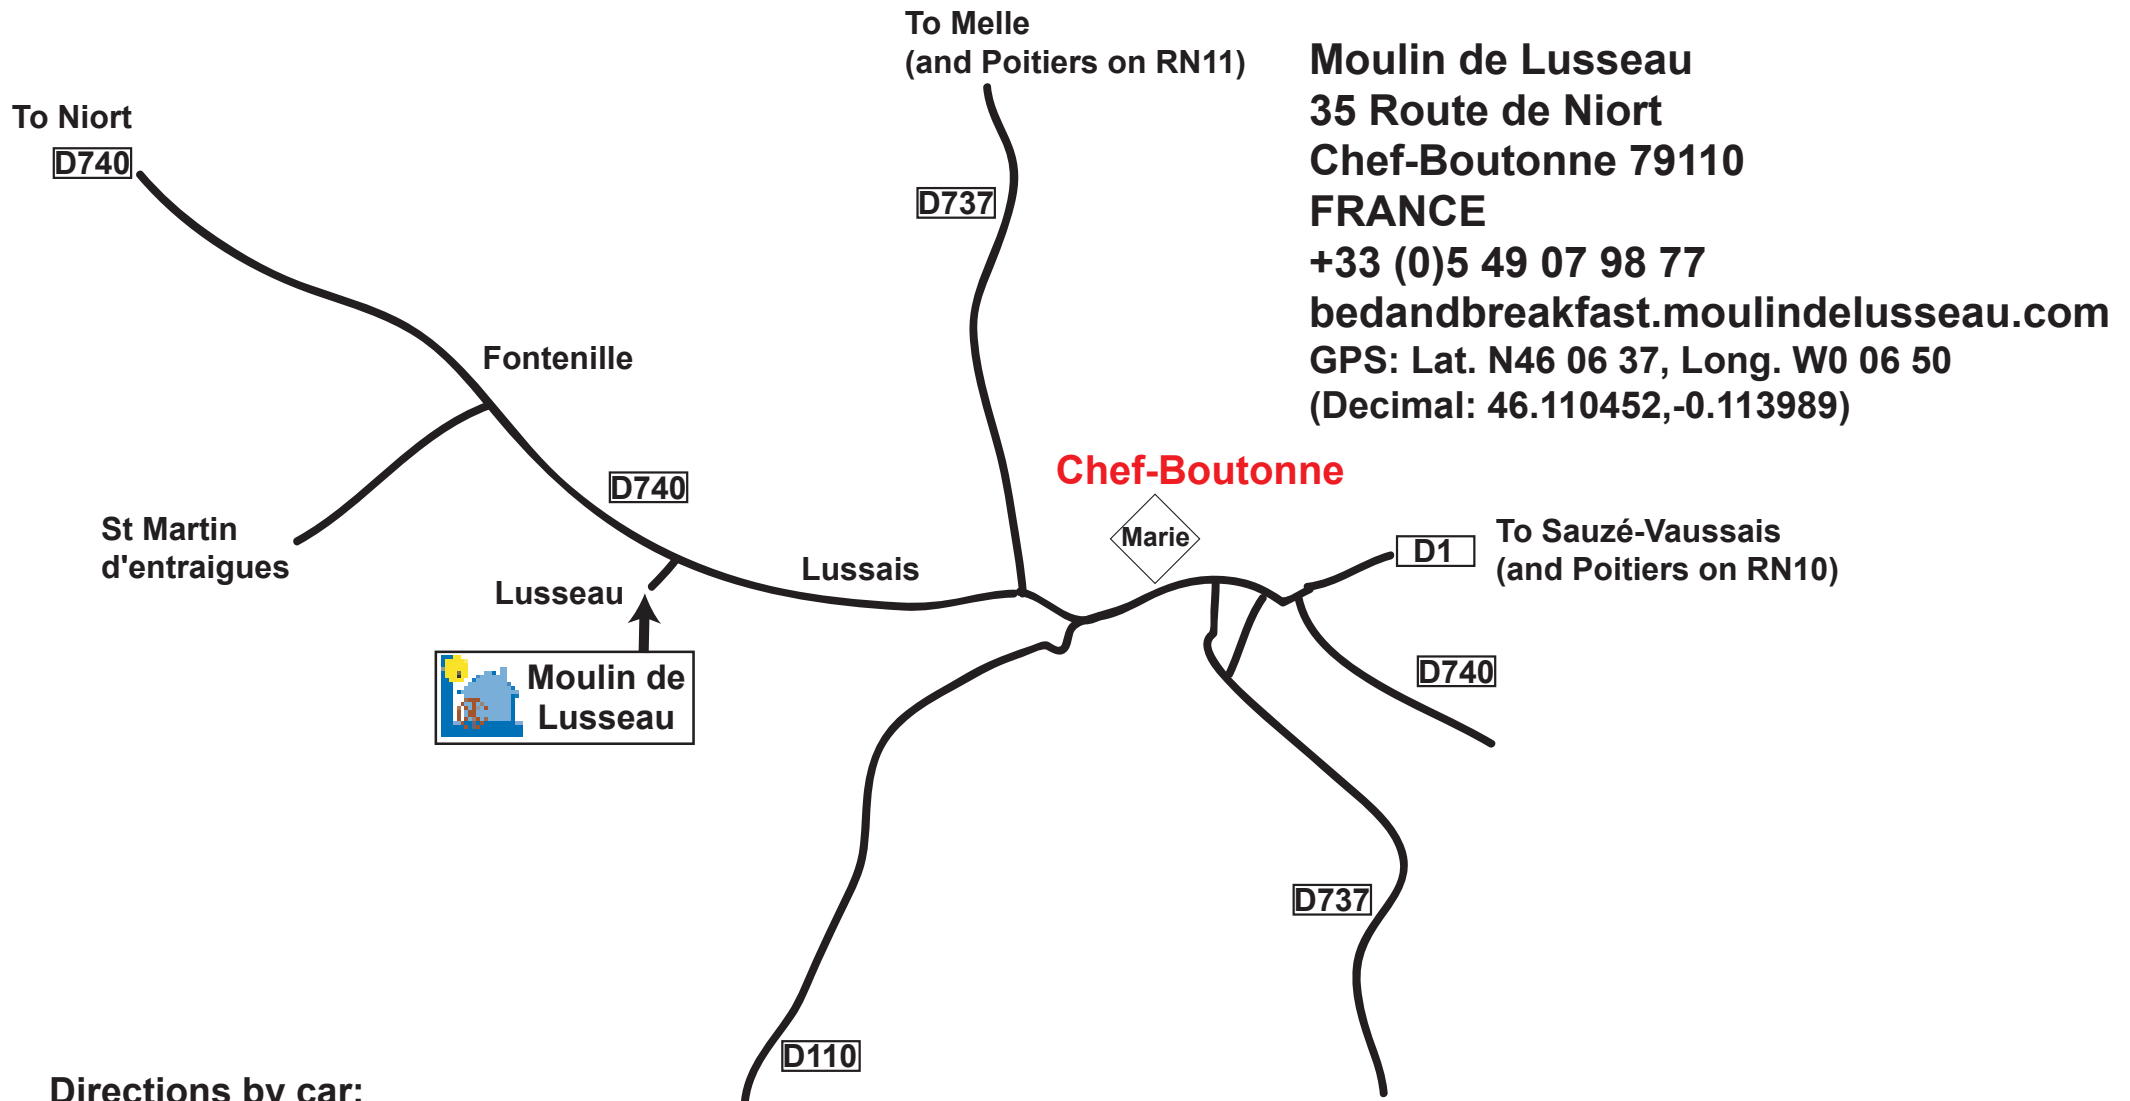 To Melle
(and Poitiers on RN11)
Moulin de Lusseau
35 Route de Niort
Chef-Boutonne 79110
FRANCE
+33 (0)5 49 07 98 77
bedandbreakfast.moulindelusseau.com
GPS: Lat. N46 06 37, Long. W0 06 50
(Decimal: 46.110452,-0.113989)
To Niort
D740
D737
Fontenille
D740
Chef-Boutonne
Marie
St Martin
d'entraigues
Lusseau
Lussais
D1
To Sauzé-Vaussais
(and Poitiers on RN10)
Moulin de
Lusseau
D740
D737
D110
Directions by car: